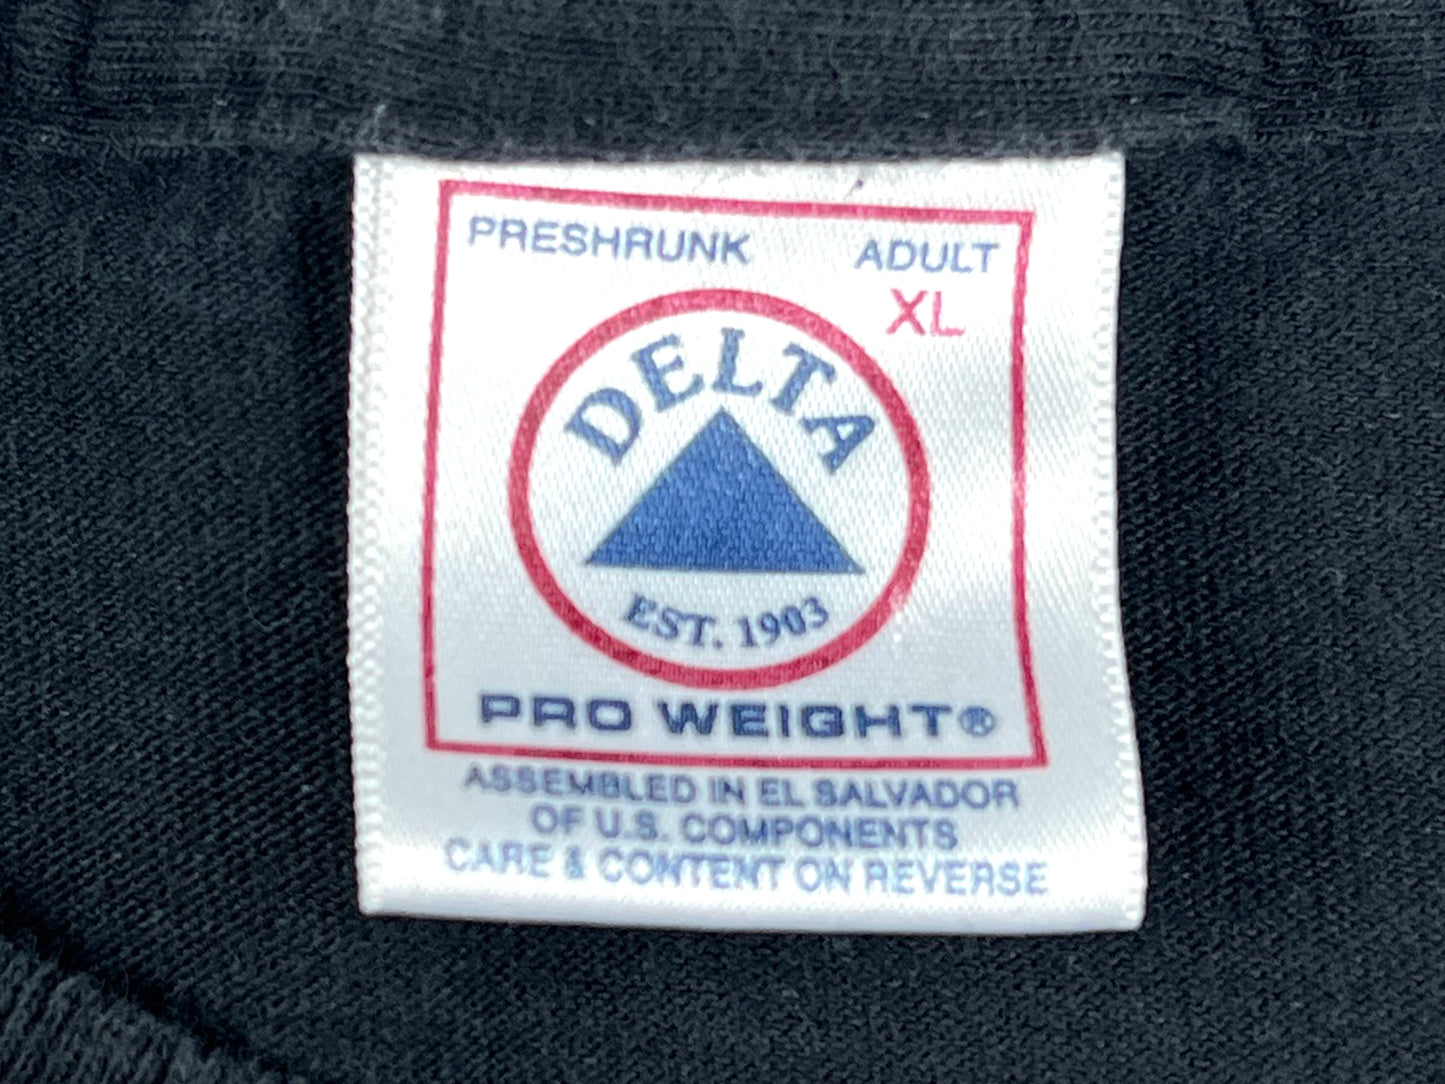 PRESHRUNK ADULT
XL
DELTA
EST. 1903
PRO WEIGHT®
ASSEMBLED IN EL SALVADOR
OF U.S. COMPONENTS
CARE & CONTENT ON REVERSE